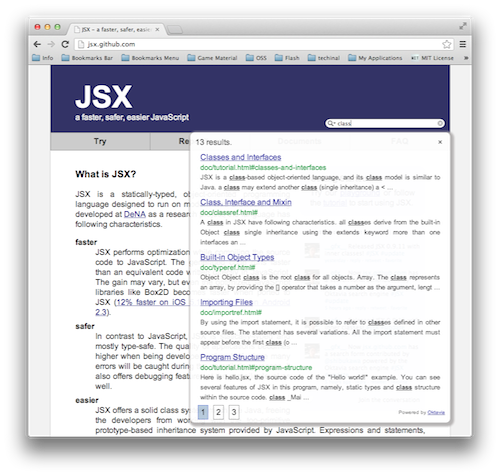 JSX – a faster, safer, easier
jsx.github.com
Info Bookmarks Bar Bookmarks Menu Game Material OSS Flash techinal My Applications MIT License
JSX
a faster, safer, easier JavaScript
class
Try
13 results. ×
Classes and Interfaces
doc/tutorial.html#classes-and-interfaces
JSX is a class-based object-oriented language, and its class model is similar to
Java. a class may extend another class (single inheritance) a < ...
Class, Interface and Mixin
doc/classref.html#
A class in JSX have following characteristics. all classes derive from the built-in
Object class single inheritance using the extends keyword more than one
interfaces an ...
Built-in Object Types
doc/typeref.html#
Object Object class is the root class for all objects. Array. The class represents
an array, by providing the [] operator that takes a number as the argument, lengt ...
Importing Files
doc/importref.html#
By using the import statement, it is possible to refer to classes defined in other
source files. The statement has several variations. All the import statement must
appear before the first class (o ...
Program Structure
doc/tutorial.html#program-structure
Here is hello.jsx, the source code of the "Hello world!" example. You can see
several features of JSX in this program, namely, static types and class structure
within the source code. class _Mai ...
1 2 3
Powered by Oktavia
What is JSX?
JSX is a statically-typed,
language designed to run on
developed at DeNA as a
following characteristics.
faster
JSX performs
code to JavaScript. The
than an equivalent code
The gain may vary, but
libraries like Box2D
JSX (12% faster on iOS
2.3).
safer
In contrast to JavaScript,
mostly type-safe. The
higher when being
errors will be caught during
also offers debugging
well.
easier
JSX offers a solid class
the developers from
prototype-based inheritance system provided by JavaScript. Expressions and statements,